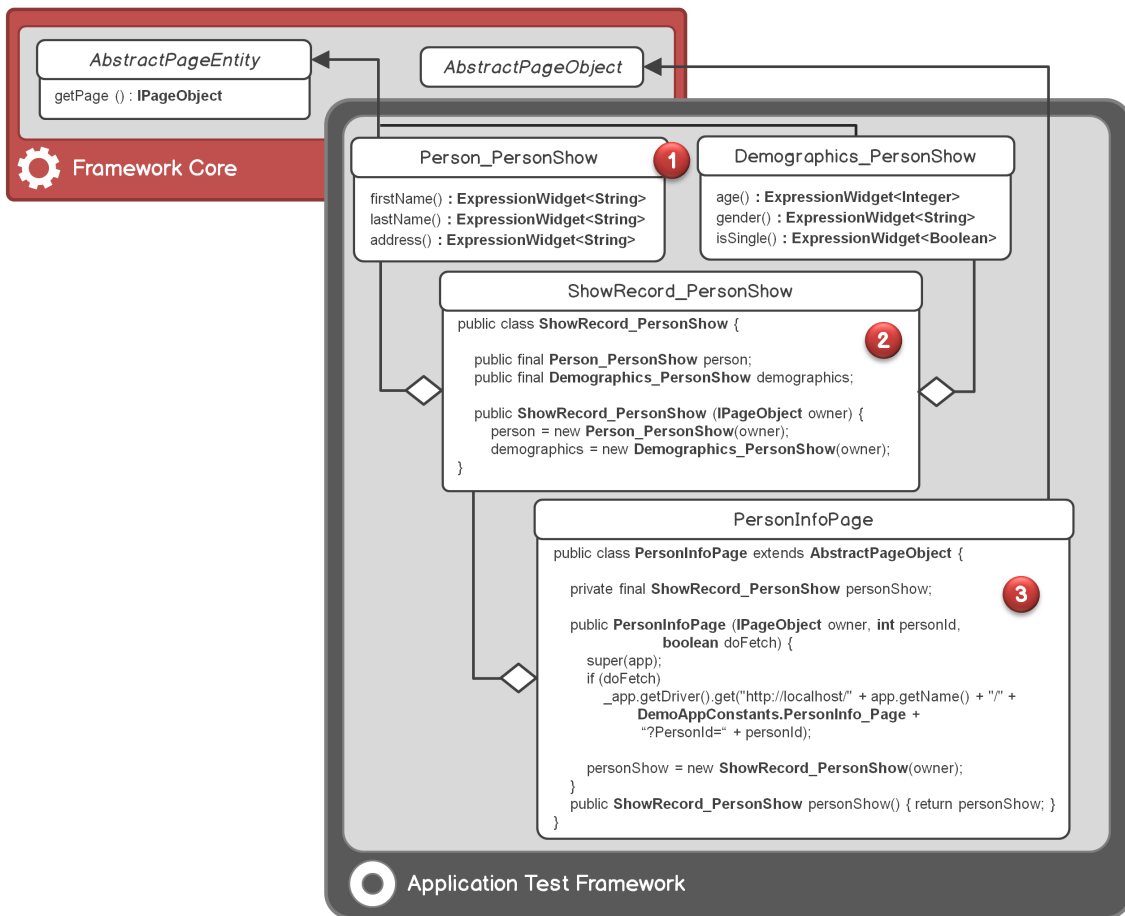 AbstractPageEntity
getPage () : IPageObject
AbstractPageObject
Framework Core
Person_PersonShow
1
firstName() : ExpressionWidget<String>
lastName() : ExpressionWidget<String>
address() : ExpressionWidget<String>
Demographics_PersonShow
age() : ExpressionWidget<Integer>
gender() : ExpressionWidget<String>
isSingle() : ExpressionWidget<Boolean>
ShowRecord_PersonShow
2
public class ShowRecord_PersonShow {
public final Person_PersonShow person;
public final Demographics_PersonShow demographics;
public ShowRecord_PersonShow (IPageObject owner) {
person = new Person_PersonShow(owner);
demographics = new Demographics_PersonShow(owner);
}
PersonInfoPage
3
public class PersonInfoPage extends AbstractPageObject {
private final ShowRecord_PersonShow personShow;
public PersonInfoPage (IPageObject owner, int personId,
boolean doFetch) {
super(app);
if (doFetch)
_app.getDriver().get("http://localhost/" + app.getName() + "/" +
DemoAppConstants.PersonInfo_Page +
“?PersonId=“ + personId);
personShow = new ShowRecord_PersonShow(owner);
}
public ShowRecord_PersonShow personShow() { return personShow; }
}
Application Test Framework